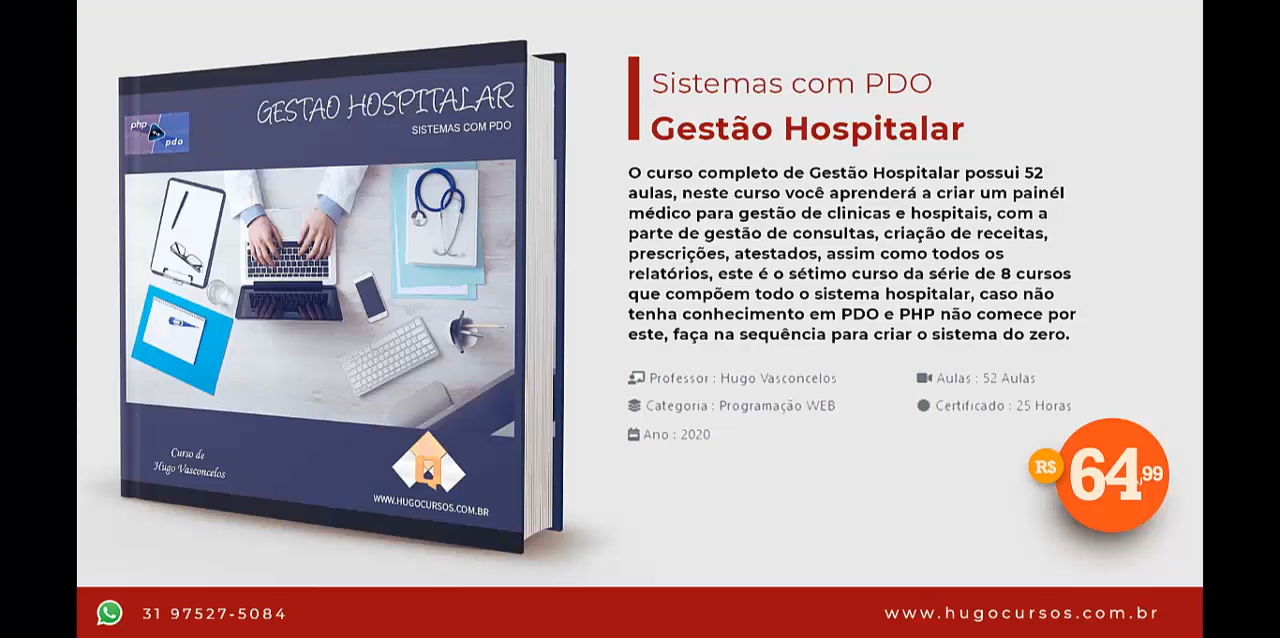 GESTAO HOSPITALAR
SISTEMAS COM PDO
php
pdo
Curso de
Hugo Vasconcelos
WWW.HUGOCURSOS.COM.BR
Sistemas com PDO
Gestão Hospitalar
O curso completo de Gestão Hospitalar possui 52
aulas, neste curso você aprenderá a criar um painél
médico para gestão de clinicas e hospitais, com a
parte de gestão de consultas, criação de receitas,
prescrições, atestados, assim como todos os
relatórios, este é o sétimo curso da série de 8 cursos
que compõem todo o sistema hospitalar, caso não
tenha conhecimento em PDO e PHP não comece por
este, faça na sequência para criar o sistema do zero.
Professor : Hugo Vasconcelos
Aulas : 52 Aulas
Categoria : Programação WEB
Certificado : 25 Horas
Ano : 2020
R$ 64,99
31 97527-5084
www.hugocursos.com.br